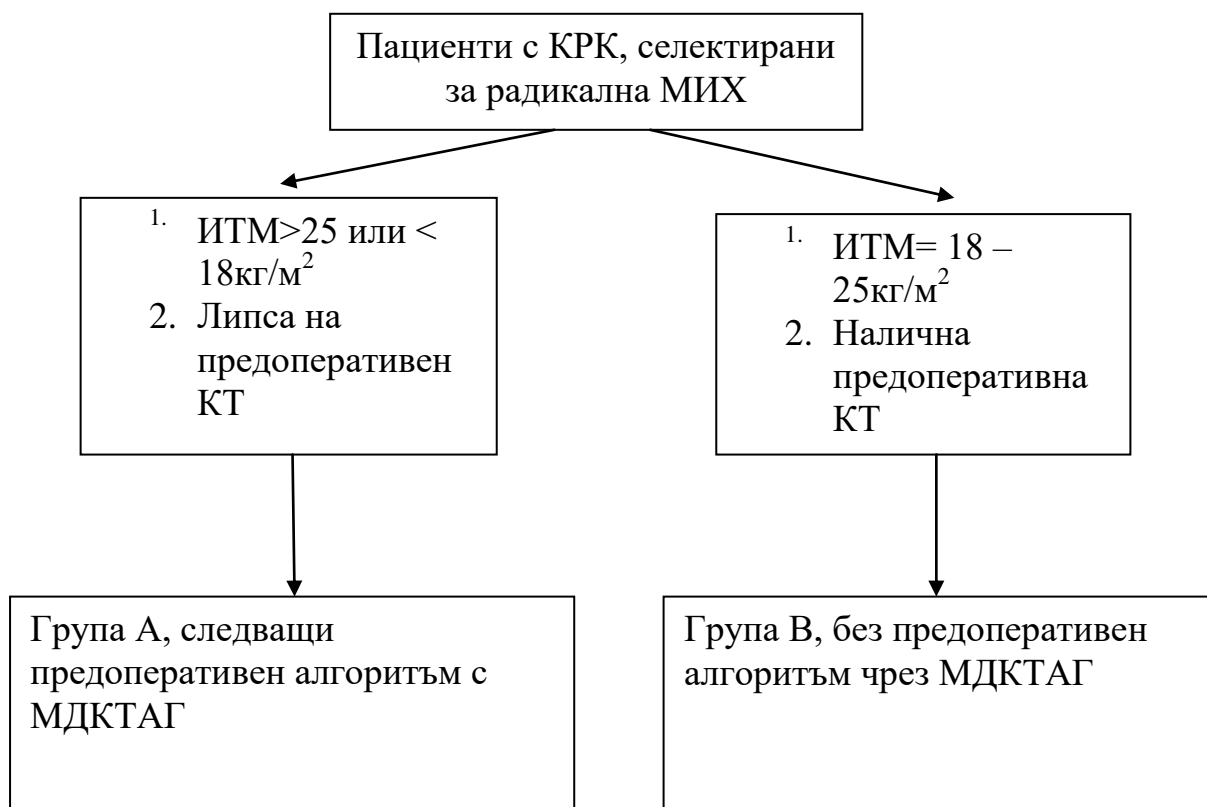 Пациенти с КРК, селектирани
за радикална МИХ
1. ИТМ>25 или <
18кг/м²
2. Липса на
предоперативен
КТ
1. ИТМ= 18 –
25кг/м²
2. Налична
предоперативна
КТ
Група А, следващи
предоперативен алгоритъм с
МДКТАГ
Група В, без предоперативен
алгоритъм чрез МДКТАГ